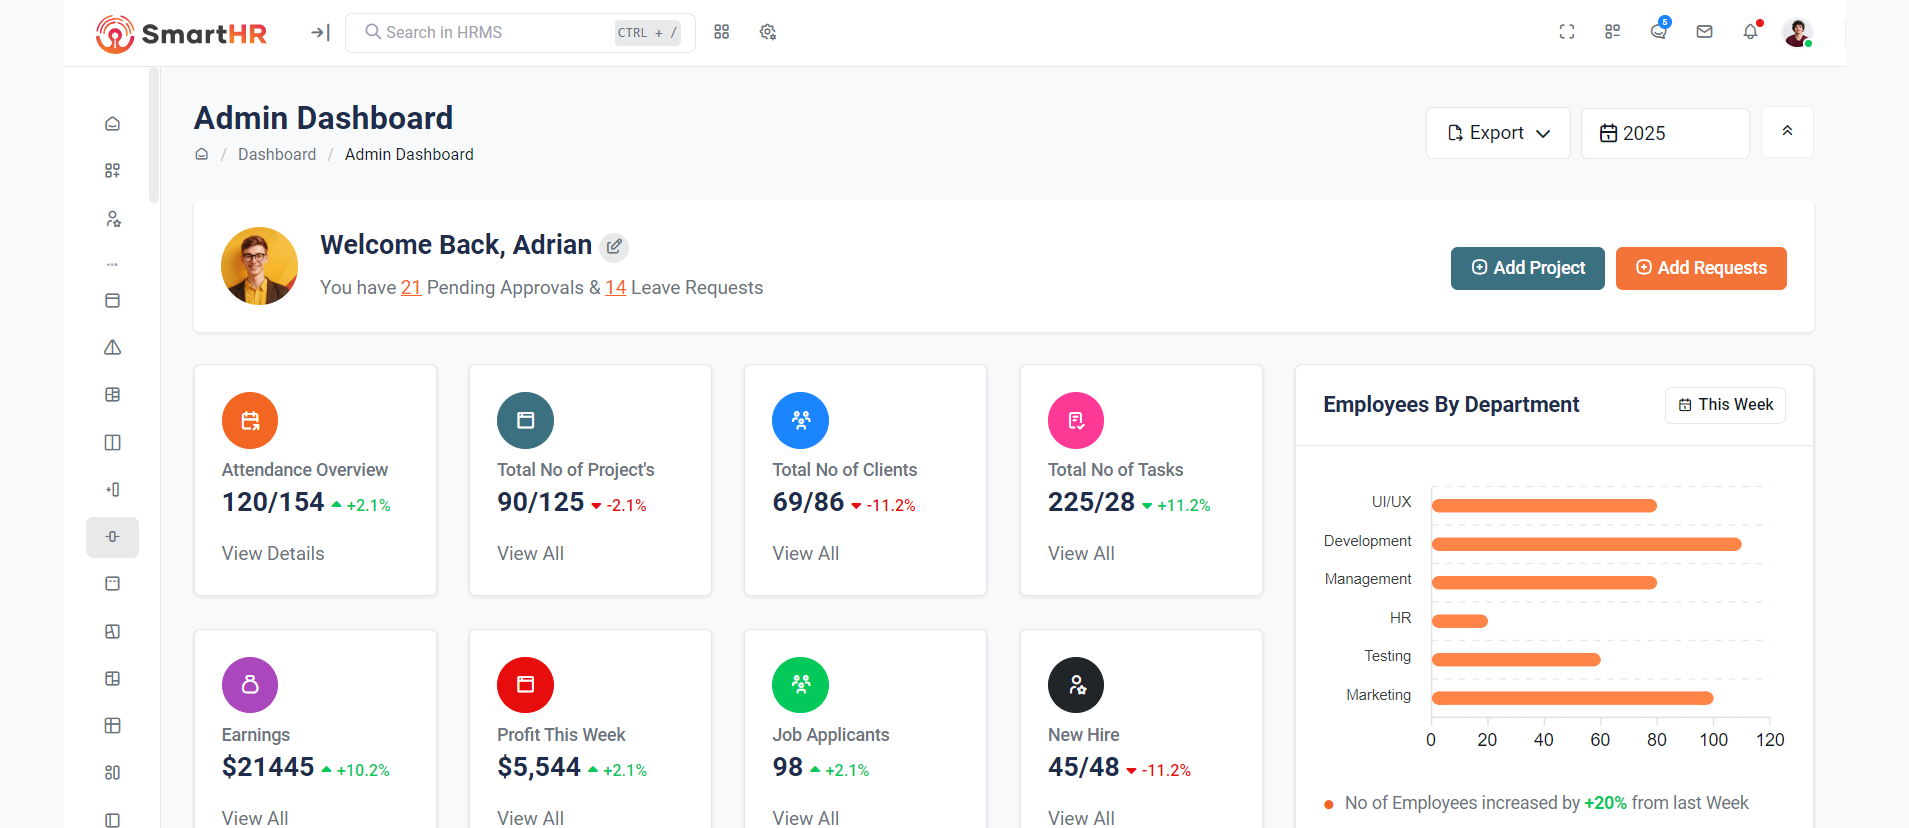 SmartHR
Search in HRMS
CTRL + /
5
Admin Dashboard
/ Dashboard / Admin Dashboard
Export
2025
Welcome Back, Adrian
You have 21 Pending Approvals & 14 Leave Requests
Add Project
Add Requests
Attendance Overview
120/154 +2.1%
View Details
Total No of Project's
90/125 -2.1%
View All
Total No of Clients
69/86 -11.2%
View All
Total No of Tasks
225/28 +11.2%
View All
Earnings
$21445 +10.2%
View All
Profit This Week
$5,544 +2.1%
View All
Job Applicants
98 +2.1%
View All
New Hire
45/48 -11.2%
View All
Employees By Department
This Week
UI/UX
Development
Management
HR
Testing
Marketing
0 20 40 60 80 100 120
No of Employees increased by +20% from last Week